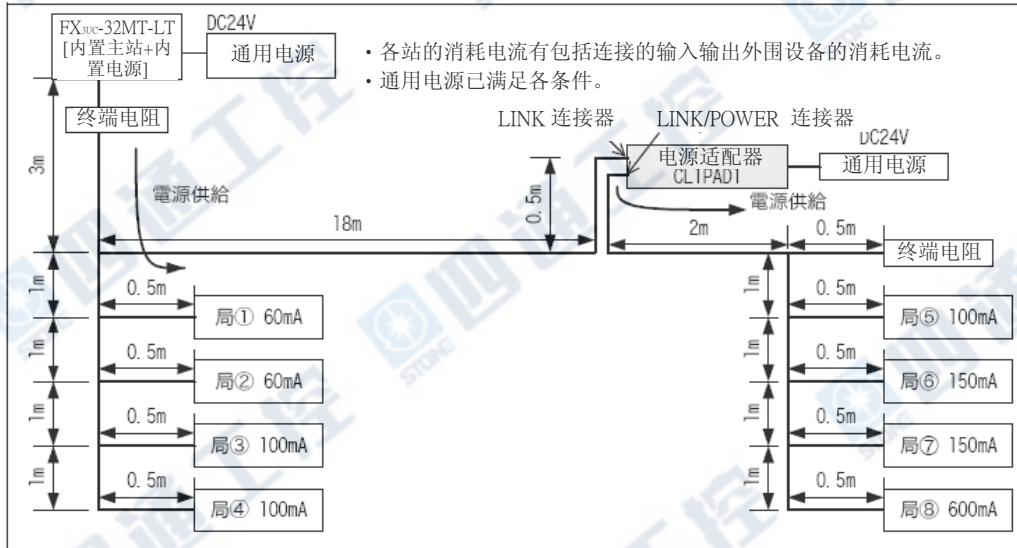 FX3UC-32MT-LT
[内置主站+内
置电源]
DC24V
通用电源
・各站的消耗电流有包括连接的输入输出外围设备的消耗电流。
・通用电源已满足各条件。
终端电阻
LINK 连接器
LINK/POWER 连接器
DC24V
电源适配器
CL1PAD1
通用电源
3m
電源供給
0.5m
電源供給
18m
2m
0.5m
终端电阻
1m
0.5m
局① 60mA
1m
0.5m
局⑤ 100mA
1m
0.5m
局② 60mA
1m
0.5m
局⑥ 150mA
1m
0.5m
局③ 100mA
1m
0.5m
局⑦ 150mA
1m
0.5m
局④ 100mA
1m
0.5m
局⑧ 600mA
四通工控
STONE